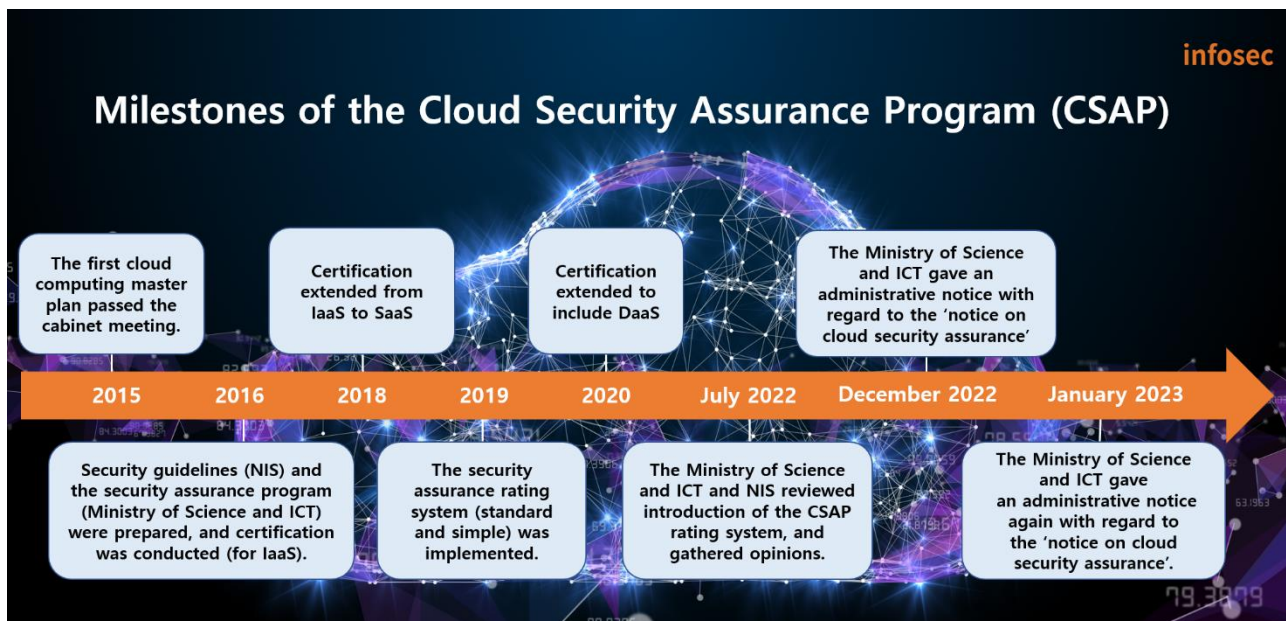 infosec
Milestones of the Cloud Security Assurance Program (CSAP)
The first cloud
computing master
plan passed the
cabinet meeting.
Certification
extended from
IaaS to SaaS
Certification
extended to
include DaaS
The Ministry of Science
and ICT gave an
administrative notice with
regard to the ‘notice on
cloud security assurance’
2015
2016
2018
2019
2020
July 2022
December 2022
January 2023
Security guidelines (NIS) and
the security assurance program
(Ministry of Science and ICT)
were prepared, and certification
was conducted (for IaaS).
The security
assurance rating
system (standard
and simple) was
implemented.
The Ministry of Science
and ICT and NIS reviewed
introduction of the CSAP
rating system, and
gathered opinions.
The Ministry of Science
and ICT gave
an administrative notice
again with regard to
the ‘notice on cloud
security assurance’.
79.3879